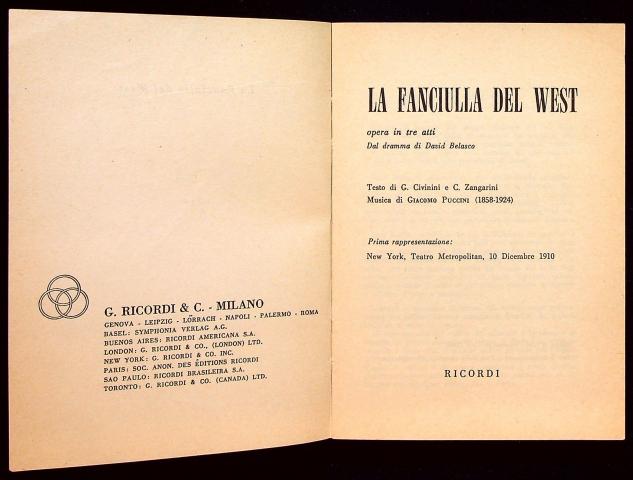 G. RICORDI & C. - MILANO
GENOVA - LEIPZIG - LÖRRACH - NAPOLI - PALERMO - ROMA
BASEL: SYMPHONIA VERLAG A.G.
BUENOS AIRES: RICORDI AMERICANA S.A.
LONDON: G. RICORDI & CO., (LONDON) LTD.
NEW YORK: G. RICORDI & CO. INC.
PARIS: SOC. ANON. DES ÉDITIONS RICORDI
SAO PAULO: RICORDI BRASILEIRA S.A.
TORONTO: G. RICORDI & CO. (CANADA) LTD.
LA FANCIULLA DEL WEST
opera in tre atti
Dal dramma di David Belasco
Testo di G. Civinini e C. Zangarini
Musica di GIACOMO PUCCINI (1858-1924)
Prima rappresentazione:
New York, Teatro Metropolitan, 10 Dicembre 1910
RICORDI